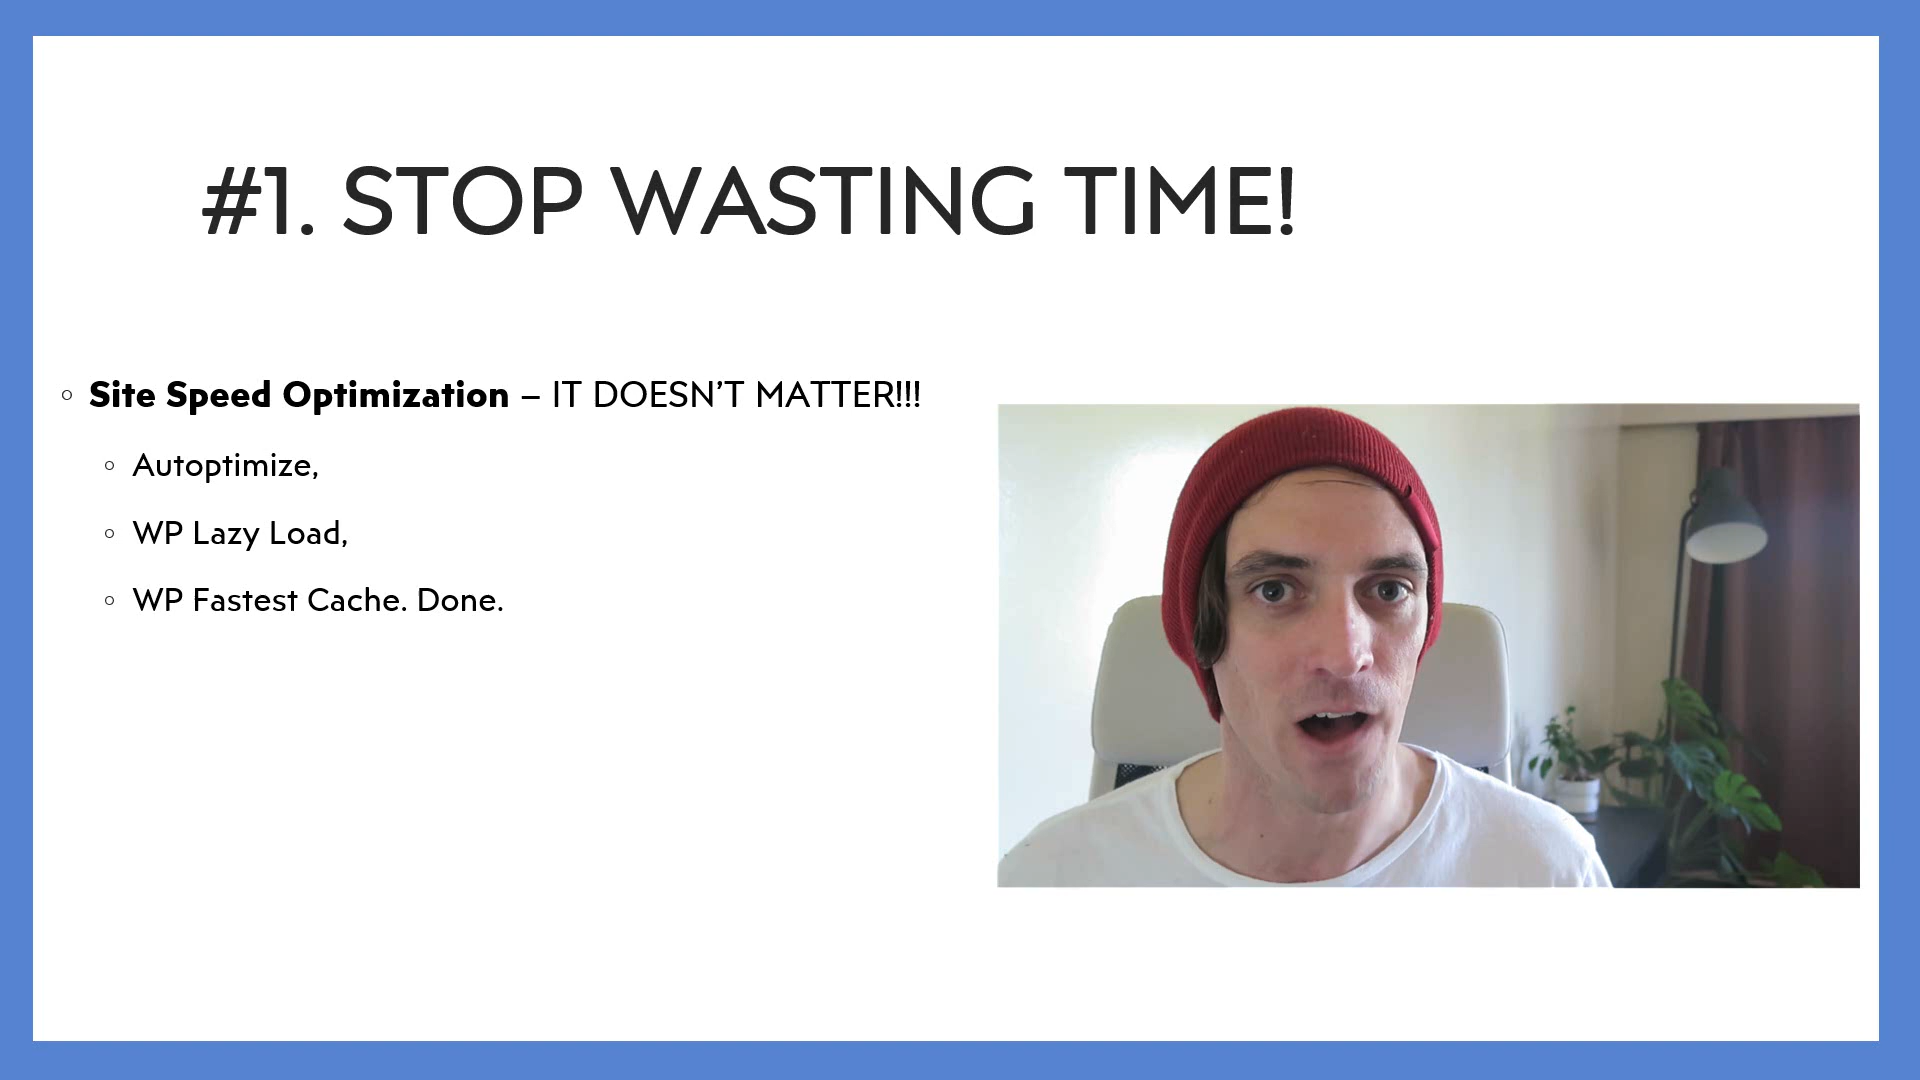 #1. STOP WASTING TIME!
Site Speed Optimization – IT DOESN’T MATTER!!!
Autoptimize,
WP Lazy Load,
WP Fastest Cache. Done.